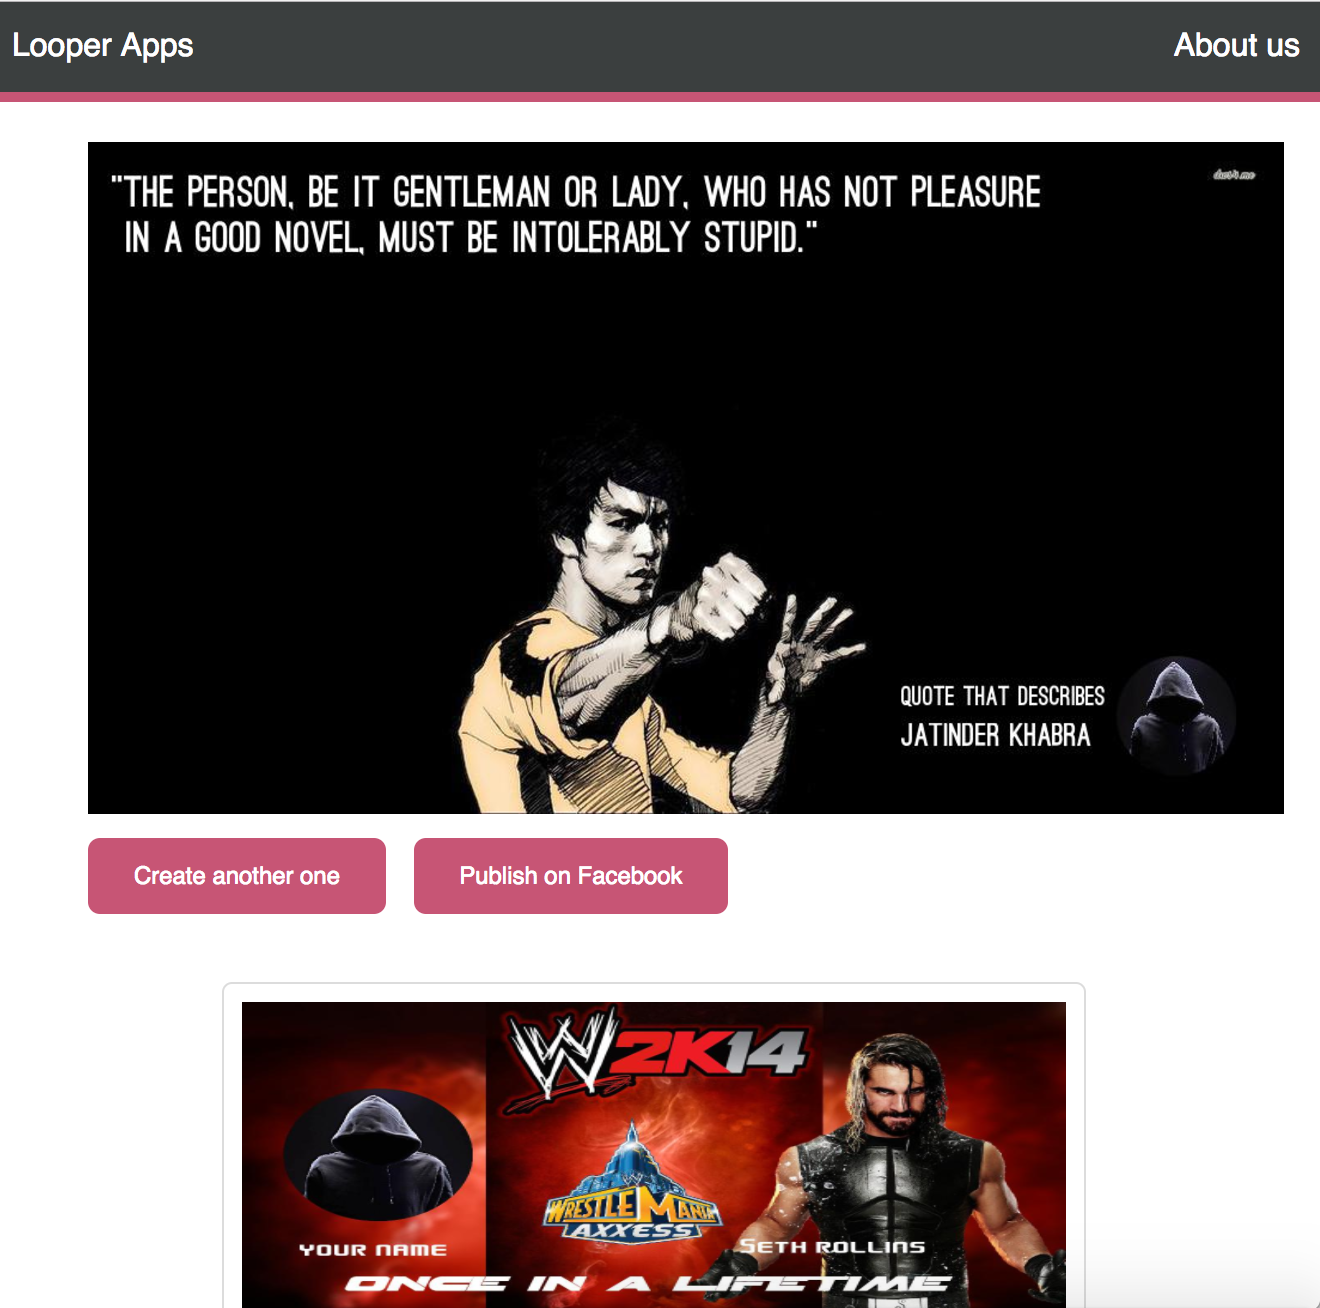 Looper Apps
About us
"THE PERSON, BE IT GENTLEMAN OR LADY, WHO HAS NOT PLEASURE
IN A GOOD NOVEL, MUST BE INTOLERABLY STUPID."
QUOTE THAT DESCRIBES
JATINDER KHABRA
Create another one
Publish on Facebook
W 2K14
WRESTLEMANIA
AXXESS
YOUR NAME
SETH ROLLINS
ONCE IN A LIFETIME